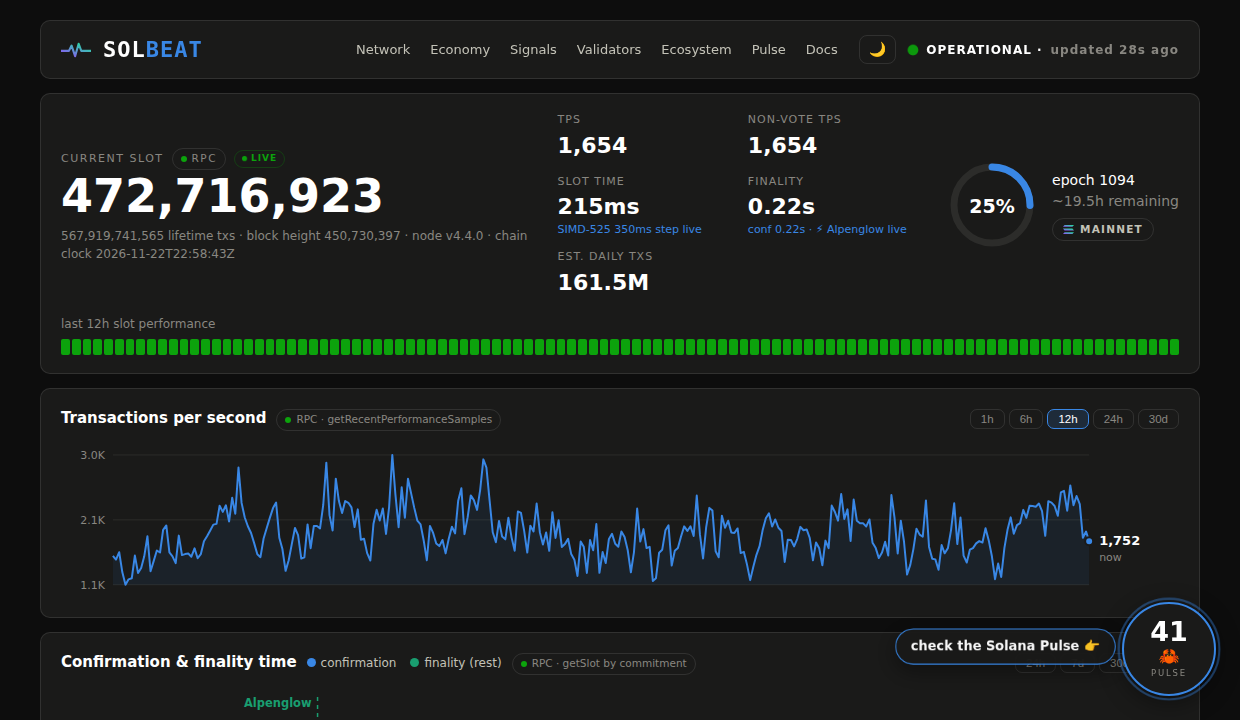 SOLBEAT
Network Economy Signals Validators Ecosystem Pulse Docs 🌙 OPERATIONAL · updated 28s ago
CURRENT SLOT RPC LIVE
472,716,923
567,919,741,565 lifetime txs · block height 450,730,397 · node v4.4.0 · chain
clock 2026-11-22T22:58:43Z
TPS
1,654
NON-VOTE TPS
1,654
SLOT TIME
215ms
SIMD-525 350ms step live
FINALITY
0.22s
conf 0.22s · ⚡ Alpenglow live
EST. DAILY TXS
161.5M
25%
epoch 1094
~19.5h remaining
MAINNET
last 12h slot performance
Transactions per second RPC · getRecentPerformanceSamples
1h 6h 12h 24h 30d
3.0K
2.1K
1.1K
1,752
now
Confirmation & finality time confirmation finality (rest) RPC · getSlot by commitment
check the Solana Pulse 👉
41
🦀
PULSE
Alpenglow